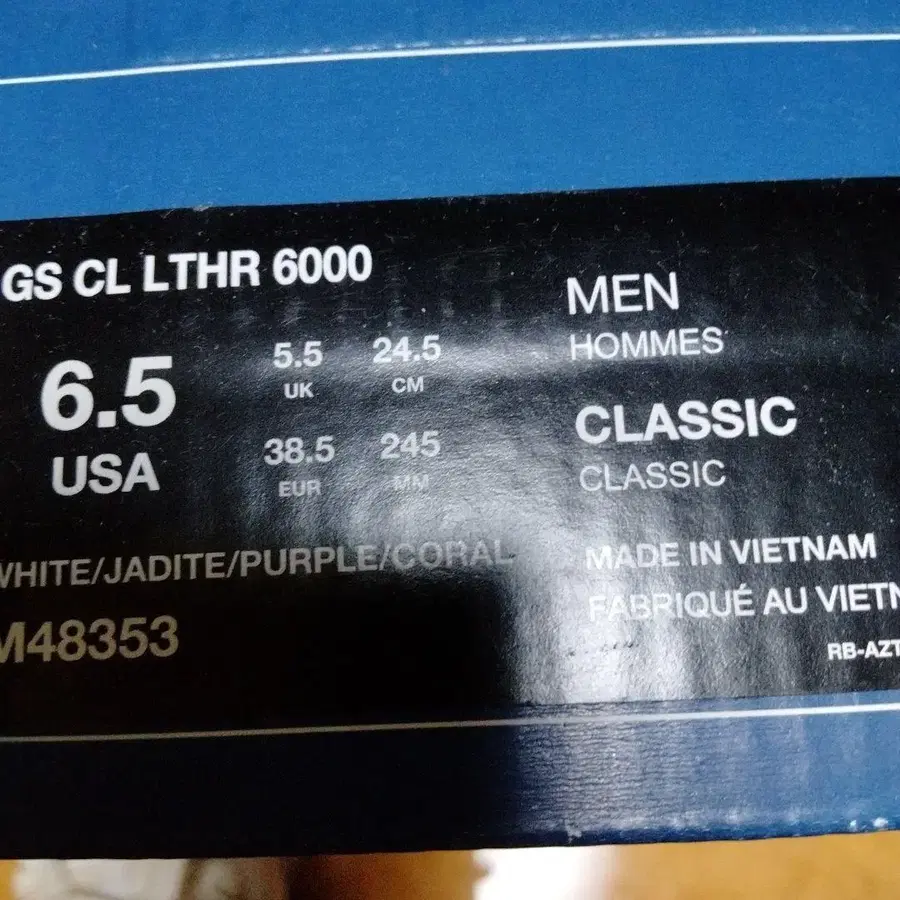 GS CL LTHR 6000
6.5
USA
5.5
UK
24.5
CM
38.5
EUR
245
MM
WHITE/JADITE/PURPLE/CORAL
M48353
MEN
HOMMES
CLASSIC
CLASSIC
MADE IN VIETNAM
FABRIQUÉ AU VIETN
RB-AZT